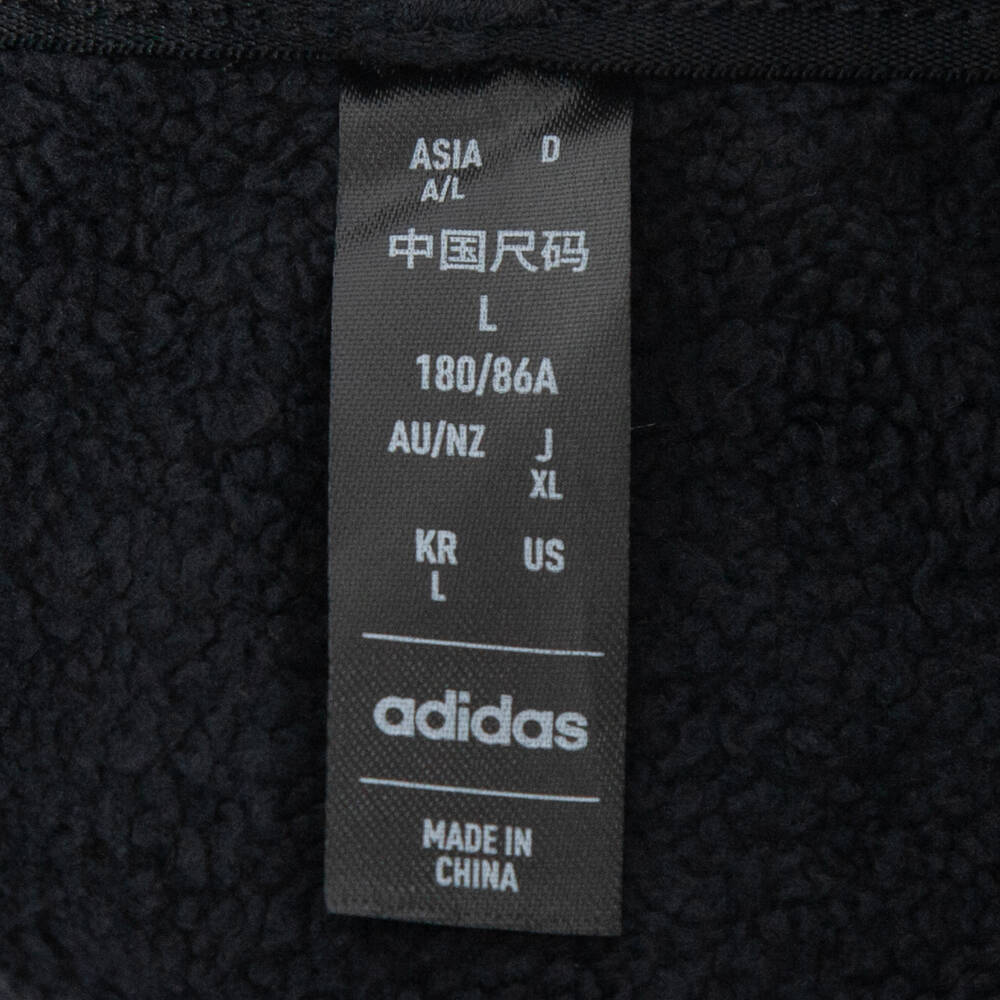 ASIA D
A/L
中国尺码
L
180/86A
AU/NZ J
XL
KR US
L
adidas
MADE IN
CHINA